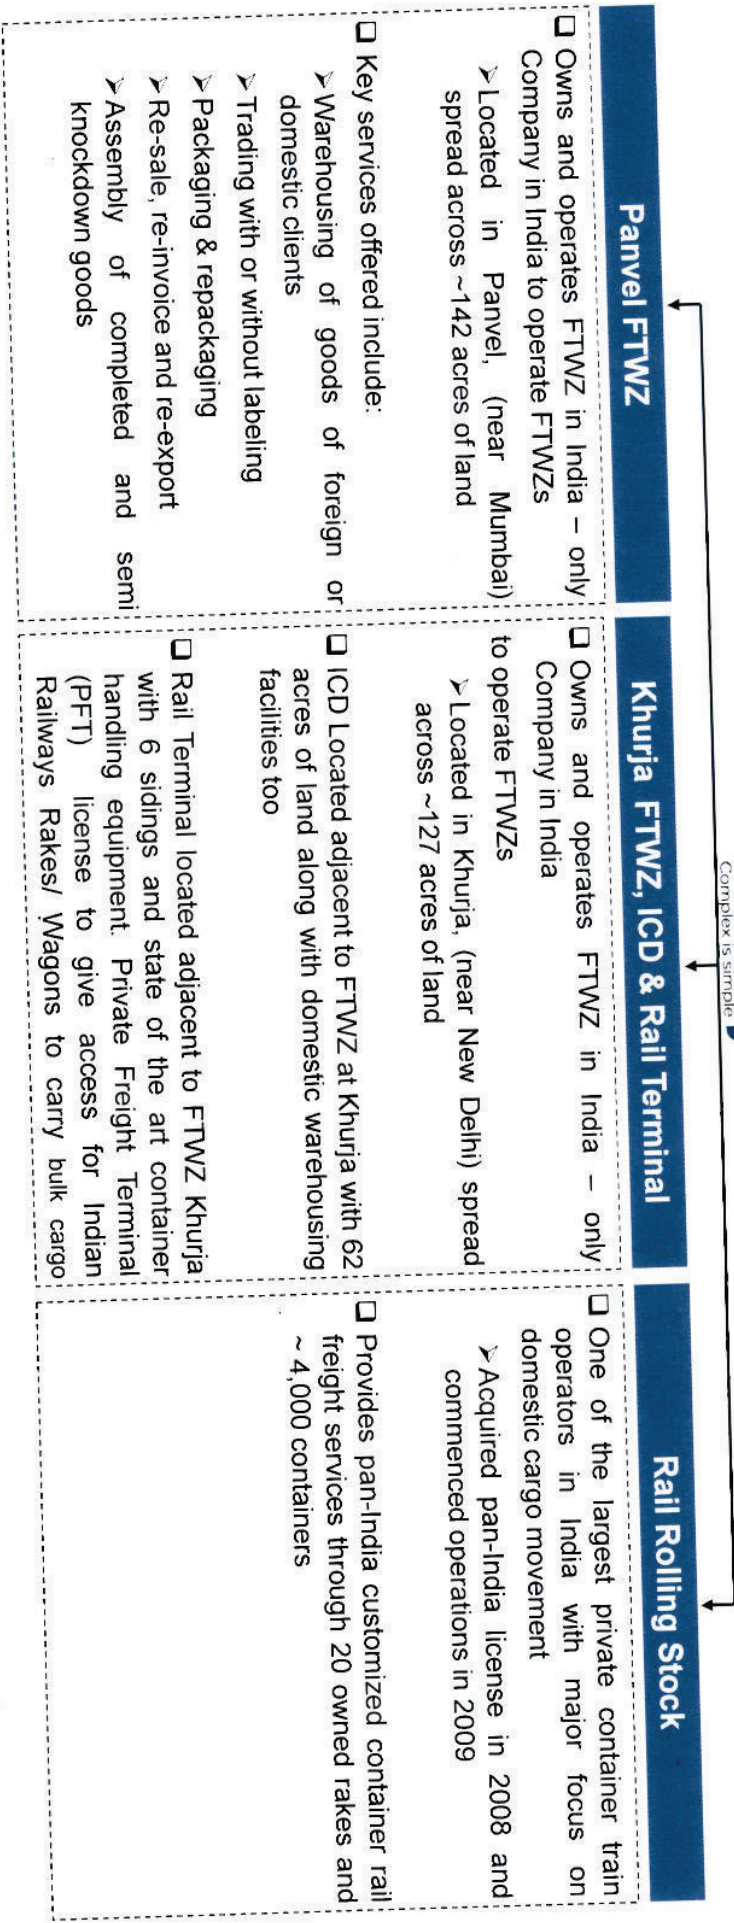 Complex is simple
Panvel FTWZ
❑ Owns and operates FTWZ in India – only
Company in India to operate FTWZs
➢ Located in Panvel, (near Mumbai)
spread across ~142 acres of land
❑ Key services offered include:
➢ Warehousing of goods of foreign or
domestic clients
➢ Trading with or without labeling
➢ Packaging & repackaging
➢ Re-sale, re-invoice and re-export
➢ Assembly of completed and semi
knockdown goods
Khurja FTWZ, ICD & Rail Terminal
❑ Owns and operates FTWZ in India – only
Company in India
to operate FTWZs
➢ Located in Khurja, (near New Delhi) spread
across ~127 acres of land
❑ ICD Located adjacent to FTWZ at Khurja with 62
acres of land along with domestic warehousing
facilities too
❑ Rail Terminal located adjacent to FTWZ Khurja
with 6 sidings and state of the art container
handling equipment. Private Freight Terminal
(PFT) license to give access for Indian
Railways Rakes/ Wagons to carry bulk cargo
Rail Rolling Stock
❑ One of the largest private container train
operators in India with major focus on
domestic cargo movement
➢ Acquired pan-India license in 2008 and
commenced operations in 2009
❑ Provides pan-India customized container rail
freight services through 20 owned rakes and
~ 4,000 containers